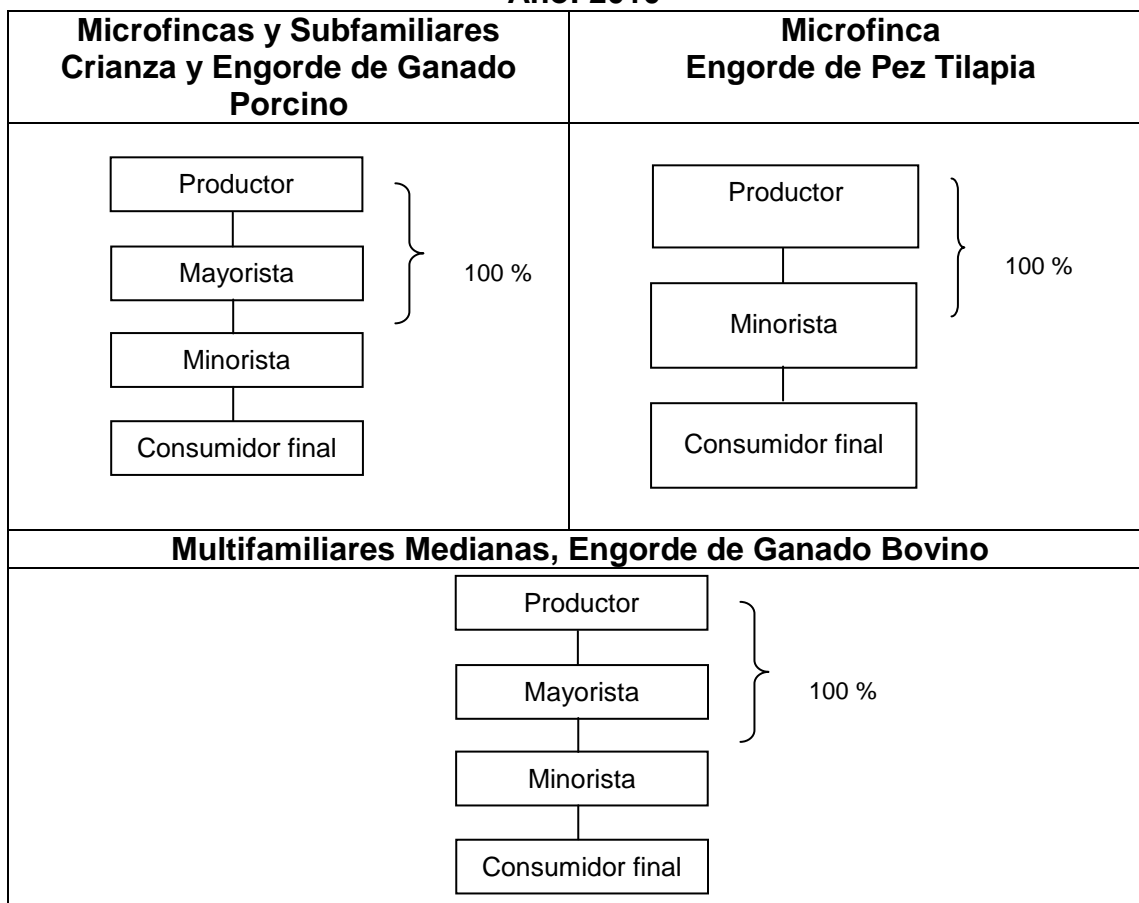 Microfincas y Subfamiliares
Crianza y Engorde de Ganado
Porcino
Microfinca
Engorde de Pez Tilapia
Productor
Mayorista
Minorista
Consumidor final
100 %
Productor
Minorista
Consumidor final
100 %
Multifamiliares Medianas, Engorde de Ganado Bovino
Productor
Mayorista
Minorista
Consumidor final
100 %